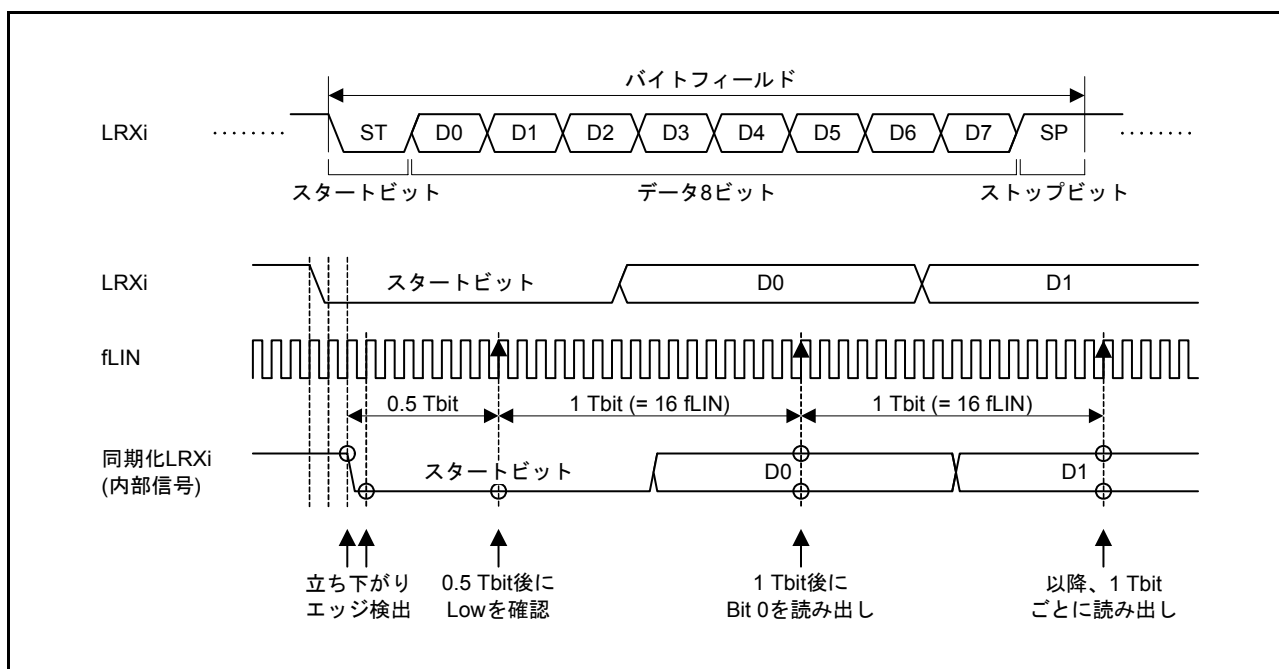 バイトフィールド
LRXi ········ ST D0 D1 D2 D3 D4 D5 D6 D7 SP ········
スタートビット データ8ビット ストップビット
LRXi スタートビット D0 D1
fLIN
0.5 Tbit 1 Tbit (= 16 fLIN) 1 Tbit (= 16 fLIN)
同期化LRXi スタートビット D0 D1
(内部信号)
立ち下がり 0.5 Tbit後に 1 Tbit後に 以降、1 Tbit
エッジ検出 Lowを確認 Bit 0を読み出し ごとに読み出し